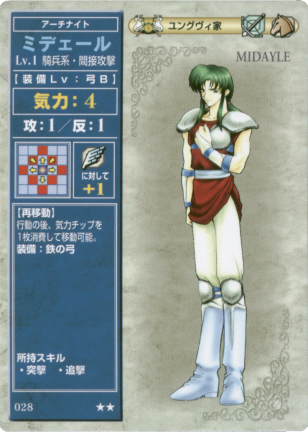 アーチナイト
ミデェール
Lv.1 騎兵系・間接攻撃
【装備Lv:弓B】
気力:4
攻:1/反:1
に対して
+1
【再移動】
行動の後、気力チップを
1枚消費して移動可能。
装備:鉄の弓
所持スキル
・突撃 ・追撃
028 ★★
ユングヴィ家
MIDAYLE